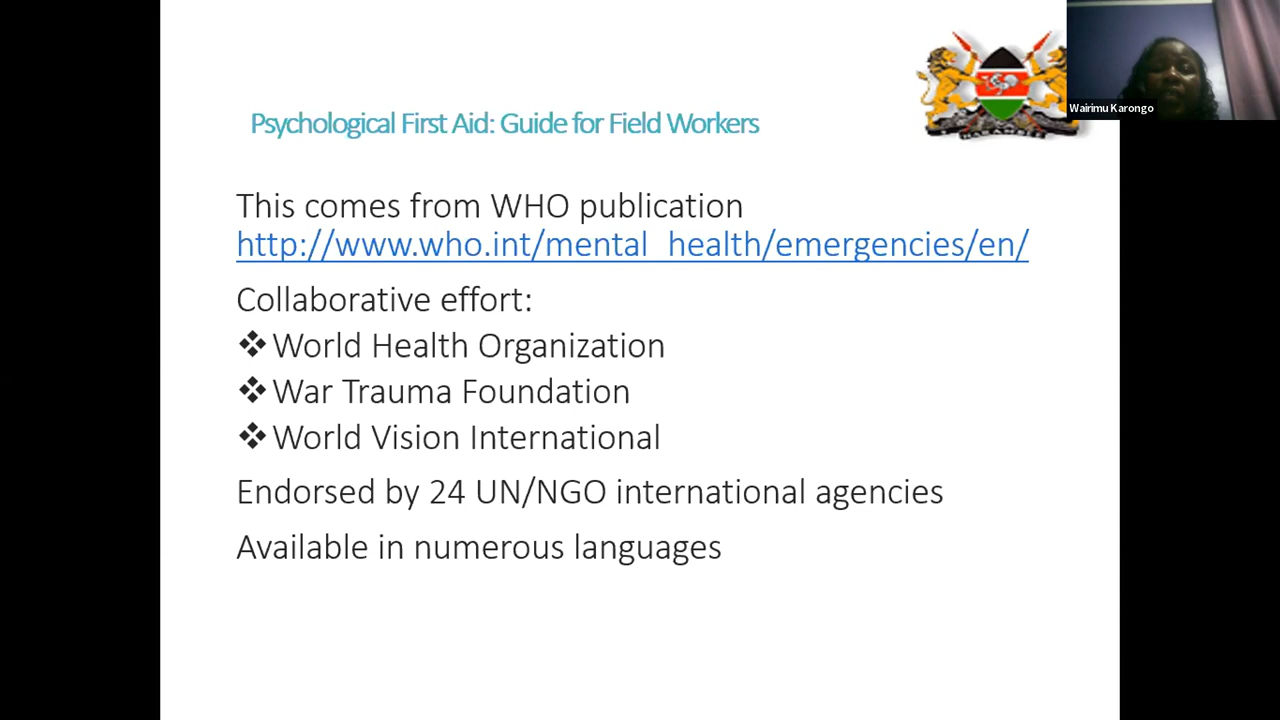 Psychological First Aid: Guide for Field Workers
Wairimu Karongo
This comes from WHO publication
http://www.who.int/mental_health/emergencies/en/
Collaborative effort:
❖World Health Organization
❖War Trauma Foundation
❖World Vision International
Endorsed by 24 UN/NGO international agencies
Available in numerous languages